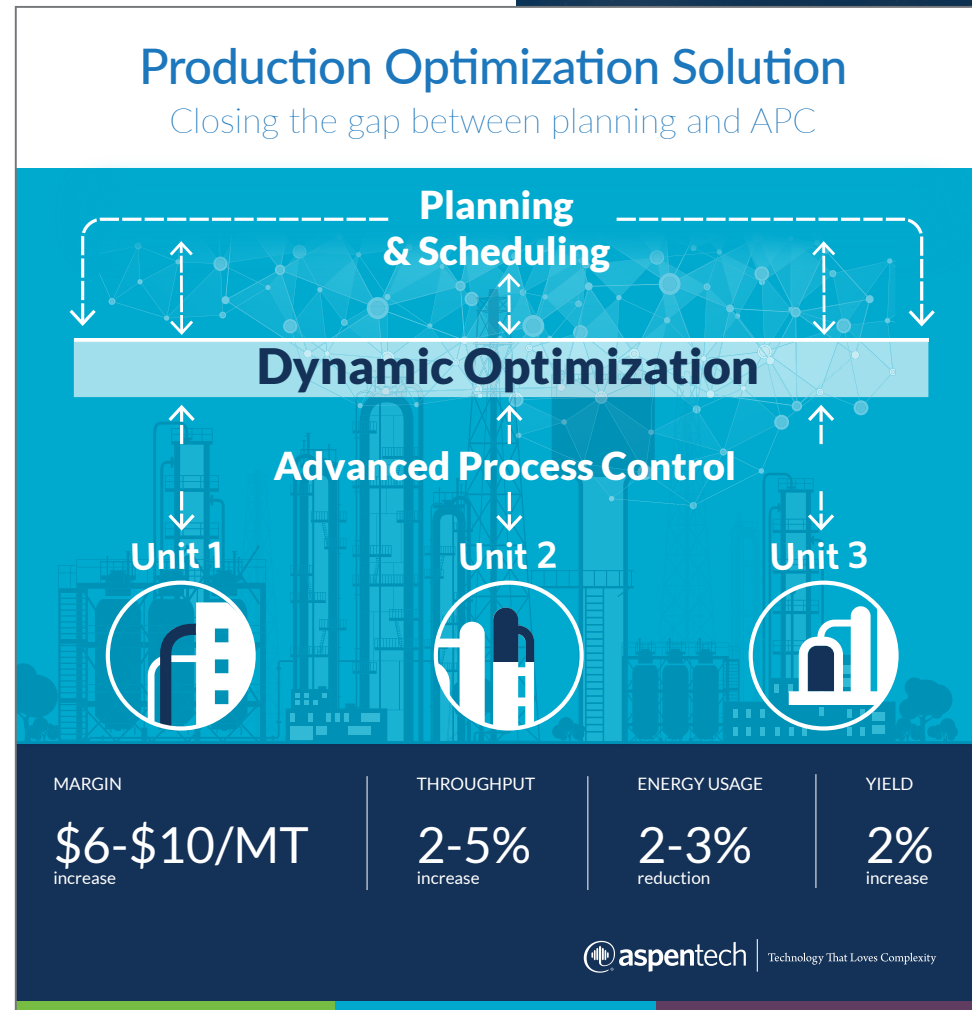 Production Optimization Solution
Closing the gap between planning and APC
Planning
& Scheduling
Dynamic Optimization
Advanced Process Control
Unit 1
Unit 2
Unit 3
MARGIN
$6-$10/MT
increase
THROUGHPUT
2-5%
increase
ENERGY USAGE
2-3%
reduction
YIELD
2%
increase
aspentech
Technology That Loves Complexity